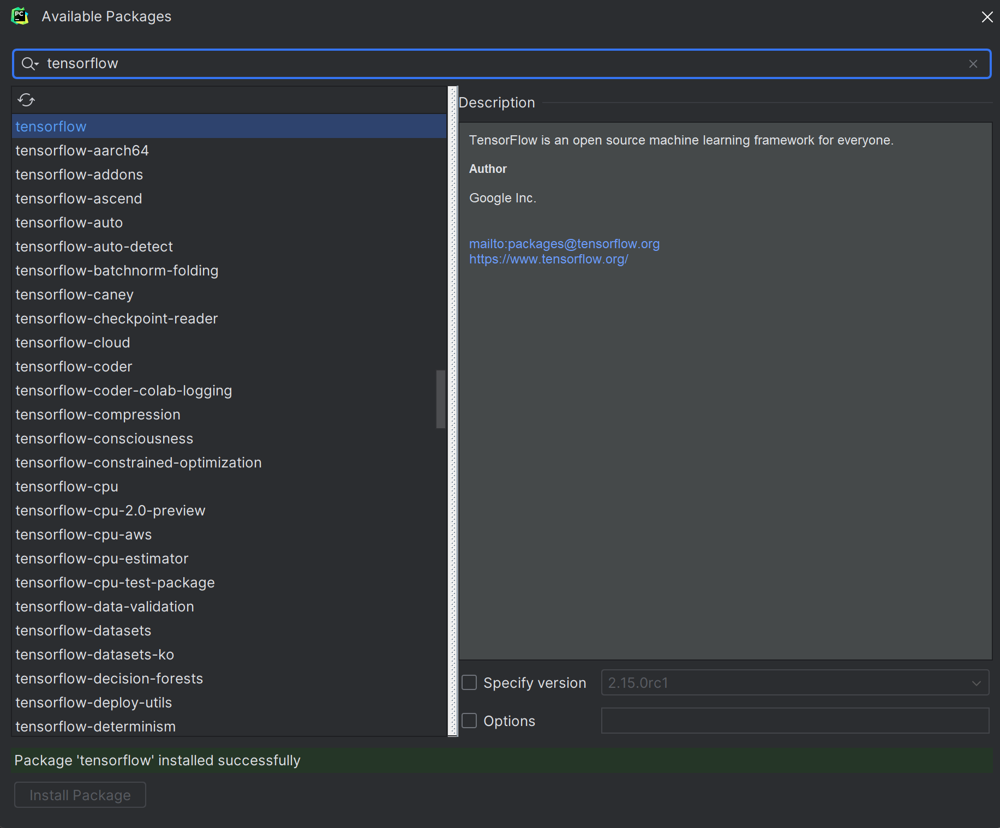 PC
Available Packages
tensorflow
tensorflow
tensorflow-aarch64
tensorflow-addons
tensorflow-ascend
tensorflow-auto
tensorflow-auto-detect
tensorflow-batchnorm-folding
tensorflow-caney
tensorflow-checkpoint-reader
tensorflow-cloud
tensorflow-coder
tensorflow-coder-colab-logging
tensorflow-compression
tensorflow-consciousness
tensorflow-constrained-optimization
tensorflow-cpu
tensorflow-cpu-2.0-preview
tensorflow-cpu-aws
tensorflow-cpu-estimator
tensorflow-cpu-test-package
tensorflow-data-validation
tensorflow-datasets
tensorflow-datasets-ko
tensorflow-decision-forests
tensorflow-deploy-utils
tensorflow-determinism
Description
TensorFlow is an open source machine learning framework for everyone.
Author
Google Inc.
mailto:packages@tensorflow.org
https://www.tensorflow.org/
Specify version
2.15.0rc1
Options
Package 'tensorflow' installed successfully
Install Package